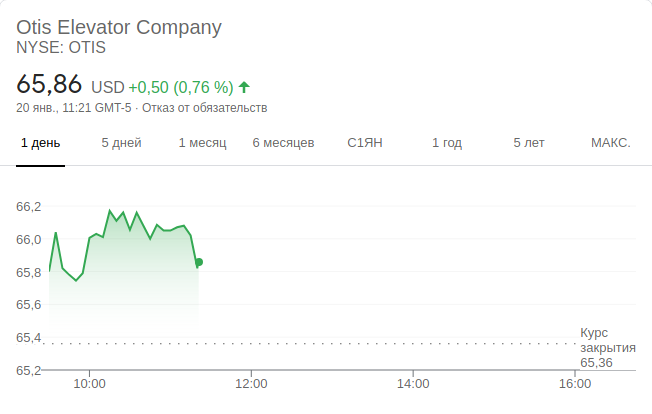 Otis Elevator Company
NYSE: OTIS
65,86 USD +0,50 (0,76 %)
20 янв., 11:21 GMT-5 · Отказ от обязательств
1 день 5 дней 1 месяц 6 месяцев С1ЯН 1 год 5 лет МАКС.
66,2
66,0
65,8
65,6
65,4
Курс
закрытия
65,36
65,2
10:00 12:00 14:00 16:00